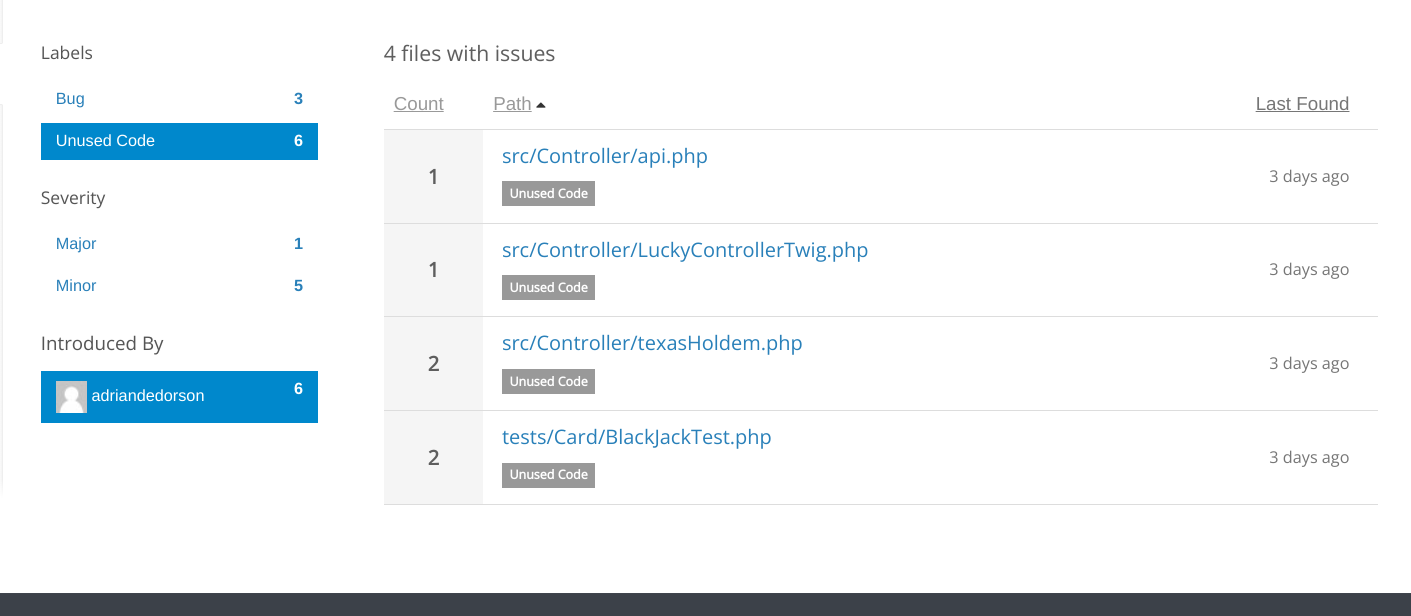 Labels
Bug 3
Unused Code 6
Severity
Major 1
Minor 5
Introduced By
adriandedorson 6
4 files with issues
Count Path Last Found
1 src/Controller/api.php 3 days ago
Unused Code
1 src/Controller/LuckyControllerTwig.php 3 days ago
Unused Code
2 src/Controller/texasHoldem.php 3 days ago
Unused Code
2 tests/Card/BlackJackTest.php 3 days ago
Unused Code